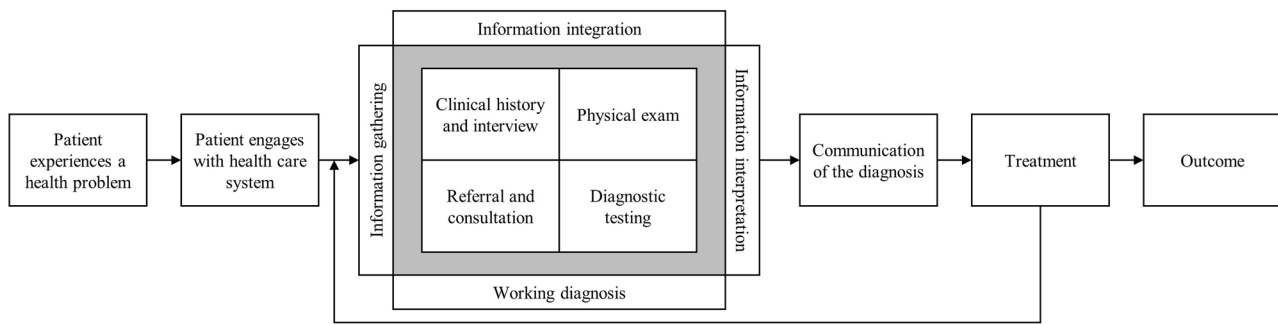 Information integration
Information gathering
Clinical history
and interview
Physical exam
Information interpretation
Patient
experiences a
health problem
Patient engages
with health care
system
Referral and
consultation
Diagnostic
testing
Working diagnosis
Communication
of the diagnosis
Treatment
Outcome